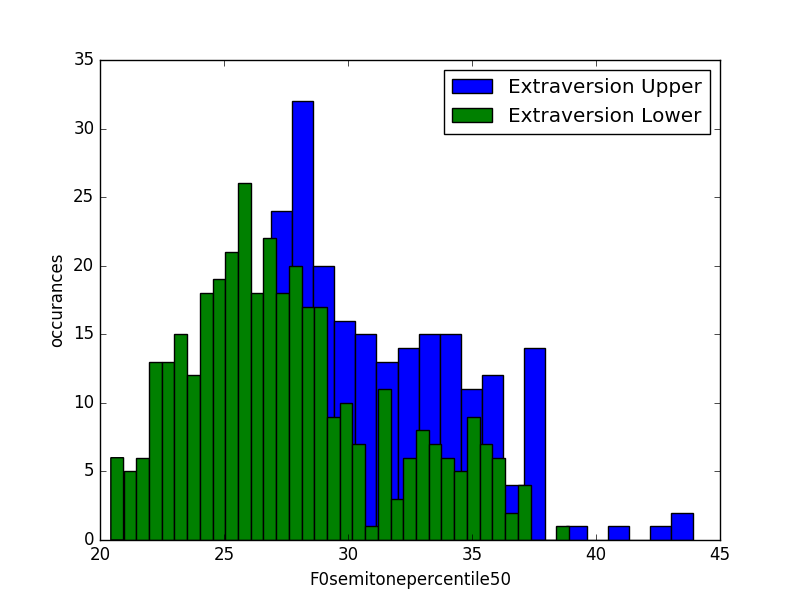 35
30
25
20
15
10
5
0
occurances
20 25 30 35 40 45
F0semitonepercentile50
Extraversion Upper
Extraversion Lower